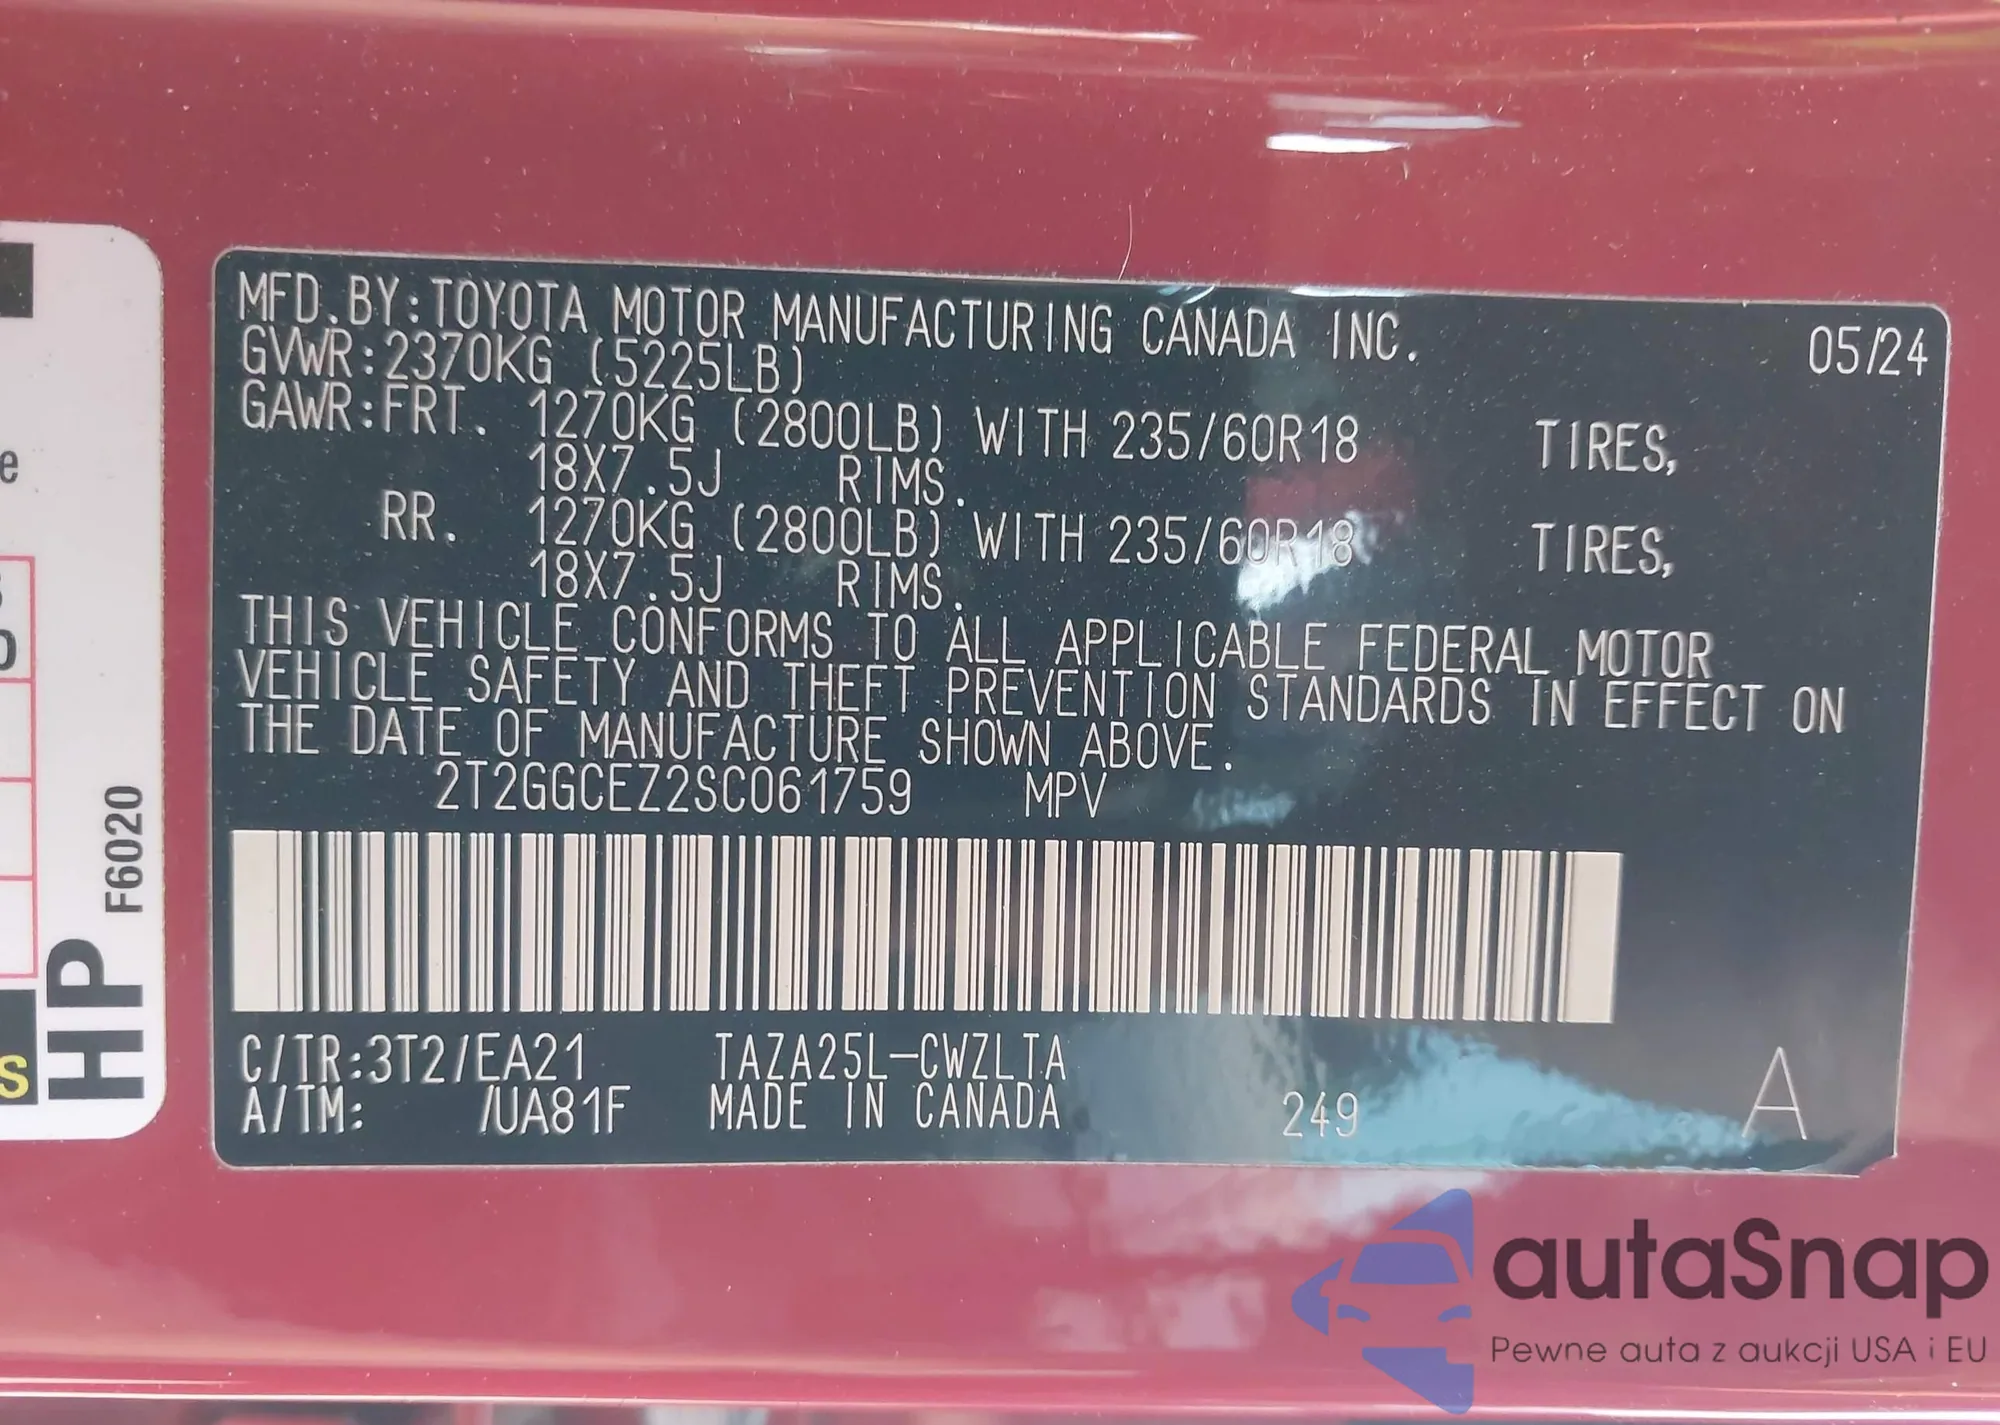 MFD.BY:TOYOTA MOTOR MANUFACTURING CANADA INC. 05/24
GVWR:2370KG (5225LB)
GAWR:FRT. 1270KG (2800LB) WITH 235/60R18 TIRES,
18X7.5J RIMS.
RR. 1270KG (2800LB) WITH 235/60R18 TIRES,
18X7.5J RIMS.
THIS VEHICLE CONFORMS TO ALL APPLICABLE FEDERAL MOTOR
VEHICLE SAFETY AND THEFT PREVENTION STANDARDS IN EFFECT ON
THE DATE OF MANUFACTURE SHOWN ABOVE.
2T2GGCEZ2SC061759 MPV
C/TR:3T2/EA21 TAZA25L-CWZLTA
A/TM: /UA81F MADE IN CANADA 249 A
HP F6020
e
S
autaSnap
Pewne auta z aukcji USA i EU